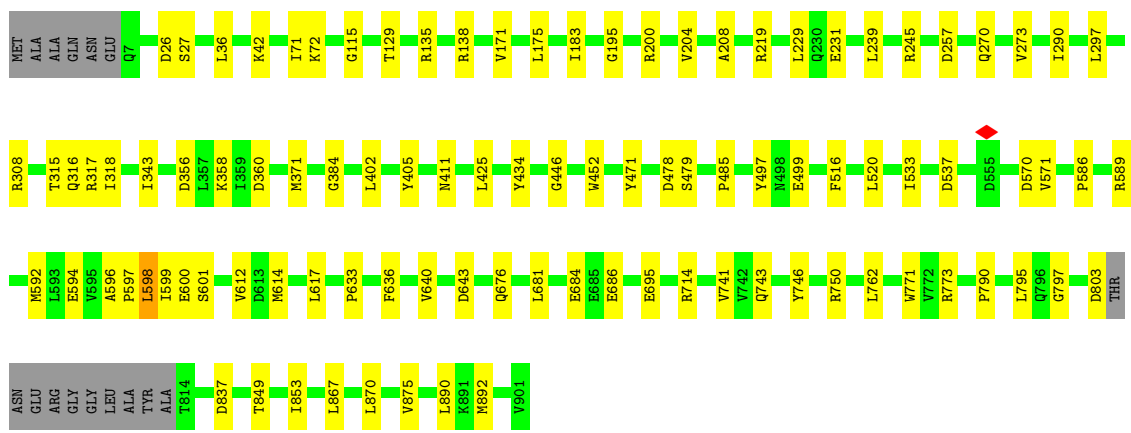 MET ALA ALA GLN ASN GLU Q7 D26 S27 L36 K42 I71 K72 G115 T129 R135 R138 V171 L175 I183 G195 R200 V204 A208 R219 L229 Q230 E231 L239 R245 D257 Q270 V273 I290 L297
R308 T315 Q316 R317 I318 I343 D356 L357 K358 I359 D360 M371 G384 L402 Y405 N411 L425 Y434 G446 W452 Y471 D478 S479 P485 Y497 N498 E499 F516 L520 I533 D537 D555 D570 V571 P586 R589
M592 L593 E594 V595 A596 P597 L598 I599 E600 S601 V612 D613 M614 L617 P633 F636 V640 D643 Q676 L681 E684 E685 E686 E695 R714 V741 V742 Q743 Y746 R750 L762 W771 V772 R773 P790 L795 Q796 G797 D803 THR
ASN GLU ARG GLY GLY LEU ALA TYR ALA T814 D837 T849 I853 L867 L870 V875 L890 K891 M892 V901